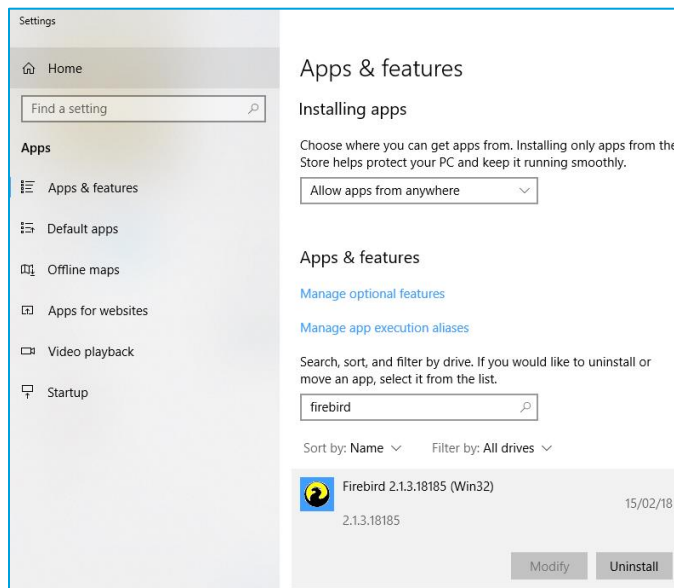 Settings
Home
Find a setting
Apps
Apps & features
Default apps
Offline maps
Apps for websites
Video playback
Startup
Apps & features
Installing apps
Choose where you can get apps from. Installing only apps from the
Store helps protect your PC and keep it running smoothly.
Allow apps from anywhere
Apps & features
Manage optional features
Manage app execution aliases
Search, sort, and filter by drive. If you would like to uninstall or
move an app, select it from the list.
firebird
Sort by: Name Filter by: All drives
Firebird 2.1.3.18185 (Win32)
15/02/18
2.1.3.18185
Modify Uninstall